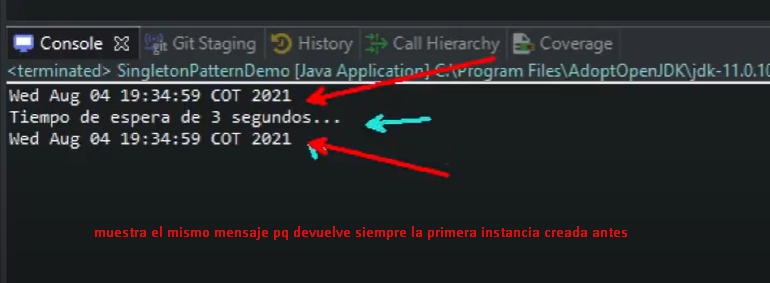 Console Git Staging History Call Hierarchy Coverage
<terminated> SingletonPatternDemo [Java Application] C:\Program Files\AdoptOpenJDK\jdk-11.0.10
Wed Aug 04 19:34:59 COT 2021
Tiempo de espera de 3 segundos...
Wed Aug 04 19:34:59 COT 2021
muestra el mismo mensaje pq devuelve siempre la primera instancia creada antes